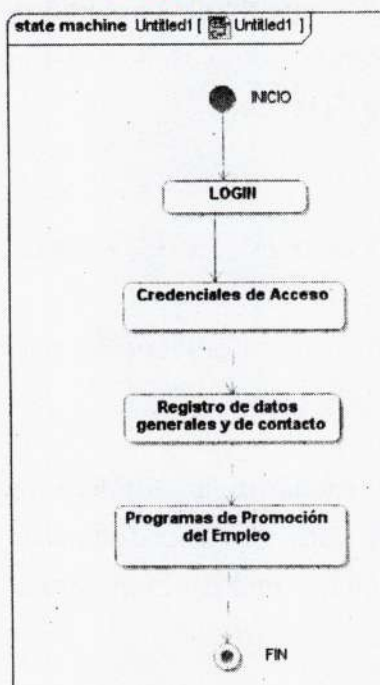 state machine Untitled1 [ Untitled1 ]
INICIO
LOGIN
Credenciales de Acceso
Registro de datos
generales y de contacto
Programas de Promoción
del Empleo
FIN